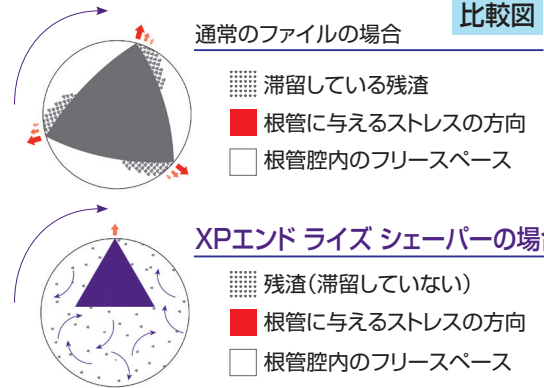 比較図
通常のファイルの場合
滞留している残渣
根管に与えるストレスの方向
根管腔内のフリースペース
XPエンド ライズ シェーパーの場合
残渣（滞留していない）
根管に与えるストレスの方向
根管腔内のフリースペース